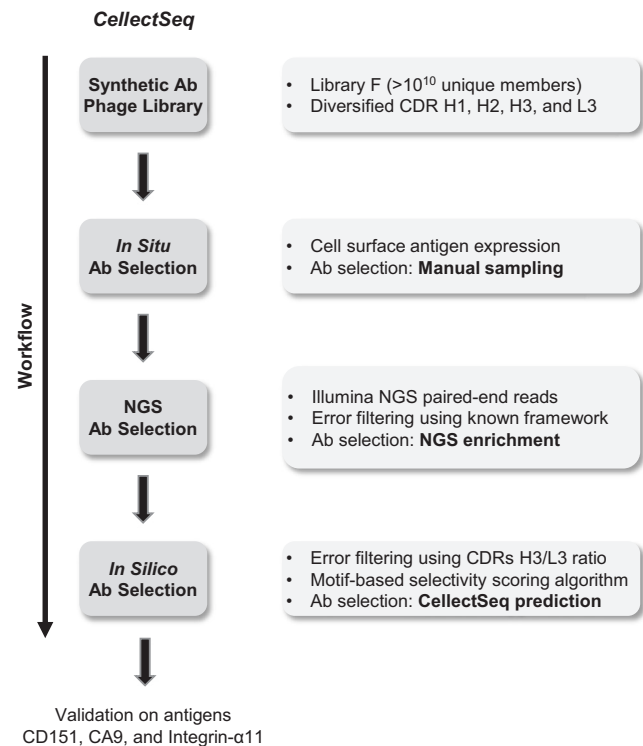 CellectSeq
Workflow
Synthetic Ab
Phage Library
• Library F (>10¹⁰ unique members)
• Diversified CDR H1, H2, H3, and L3
In Situ
Ab Selection
• Cell surface antigen expression
• Ab selection: Manual sampling
NGS
Ab Selection
• Illumina NGS paired-end reads
• Error filtering using known framework
• Ab selection: NGS enrichment
In Silico
Ab Selection
• Error filtering using CDRs H3/L3 ratio
• Motif-based selectivity scoring algorithm
• Ab selection: CellectSeq prediction
Validation on antigens
CD151, CA9, and Integrin-α11